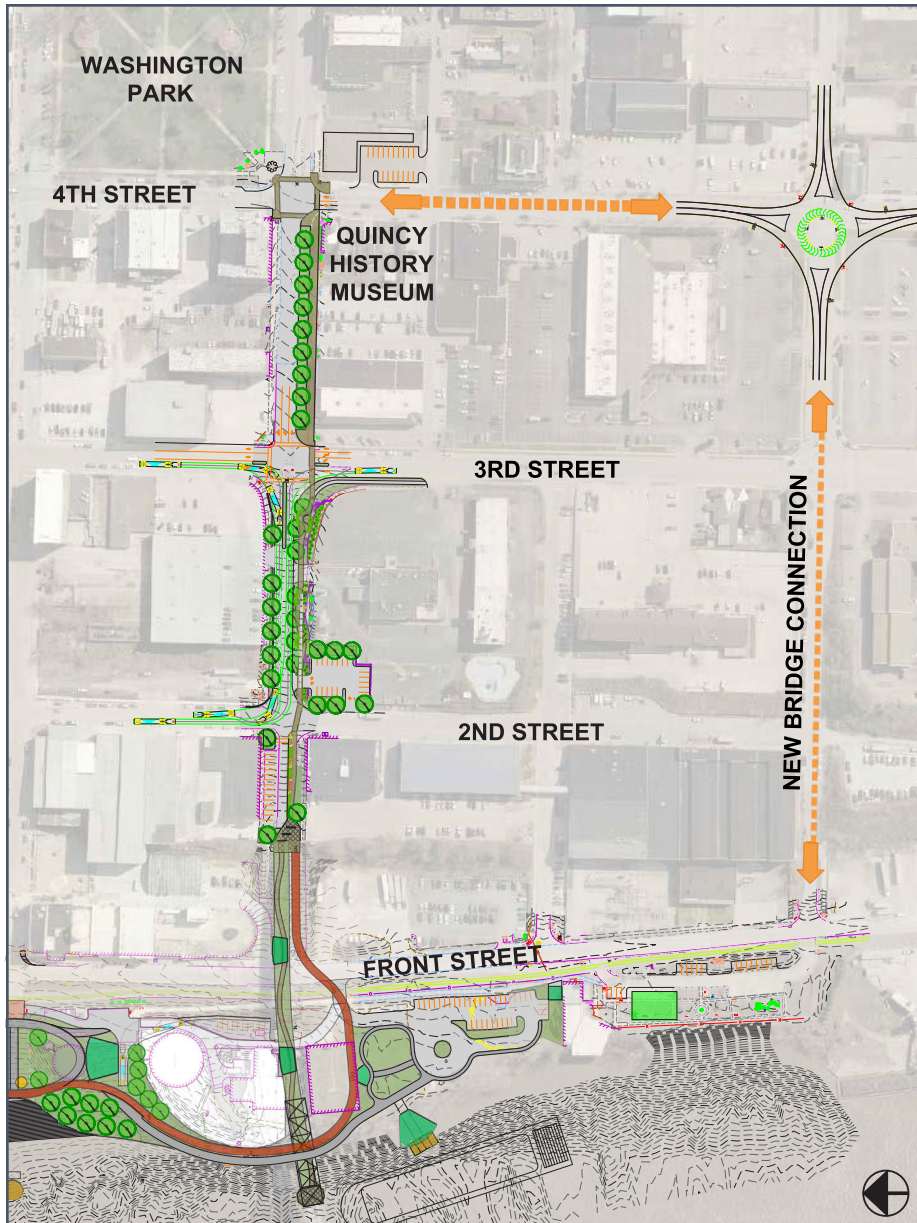 WASHINGTON
PARK
4TH STREET
QUINCY
HISTORY
MUSEUM
3RD STREET
NEW BRIDGE CONNECTION
2ND STREET
FRONT STREET